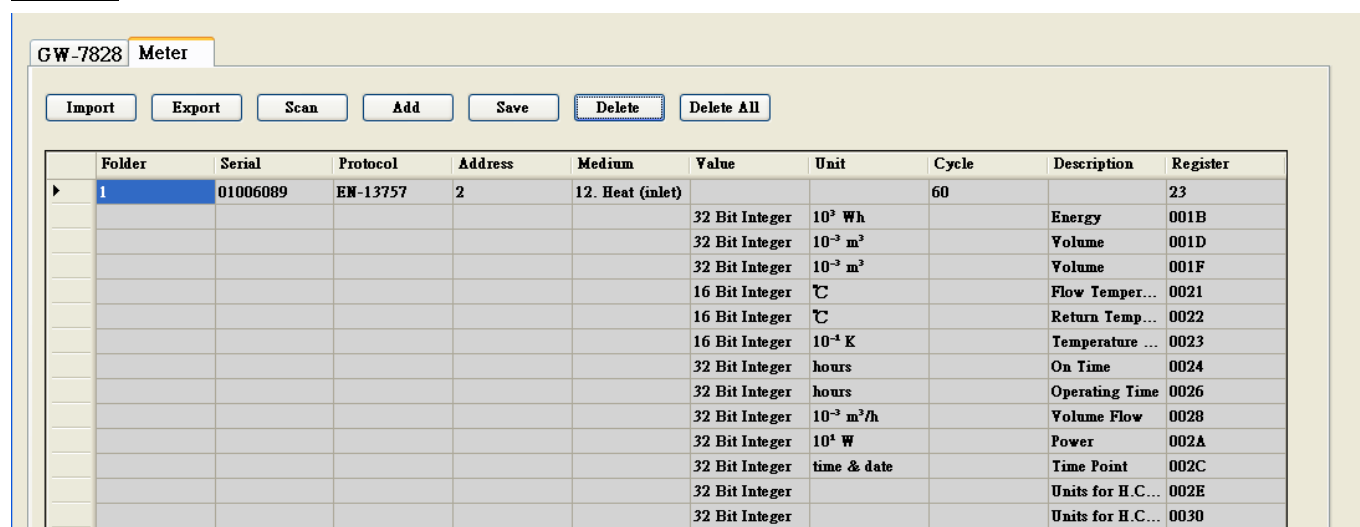 GW-7828 Meter
Import Export Scan Add Save Delete Delete All
Folder Serial Protocol Address Medium Value Unit Cycle Description Register
1 01006089 EN-13757 2 12. Heat (inlet) 60 23
32 Bit Integer 10³ Wh Energy 001B
32 Bit Integer 10⁻³ m³ Volume 001D
32 Bit Integer 10⁻³ m³ Volume 001F
16 Bit Integer ℃ Flow Temper... 0021
16 Bit Integer ℃ Return Temp... 0022
16 Bit Integer 10⁻¹ K Temperature ... 0023
32 Bit Integer hours On Time 0024
32 Bit Integer hours Operating Time 0026
32 Bit Integer 10⁻³ m³/h Volume Flow 0028
32 Bit Integer 10¹ W Power 002A
32 Bit Integer time & date Time Point 002C
32 Bit Integer Units for H.C... 002E
32 Bit Integer Units for H.C... 0030